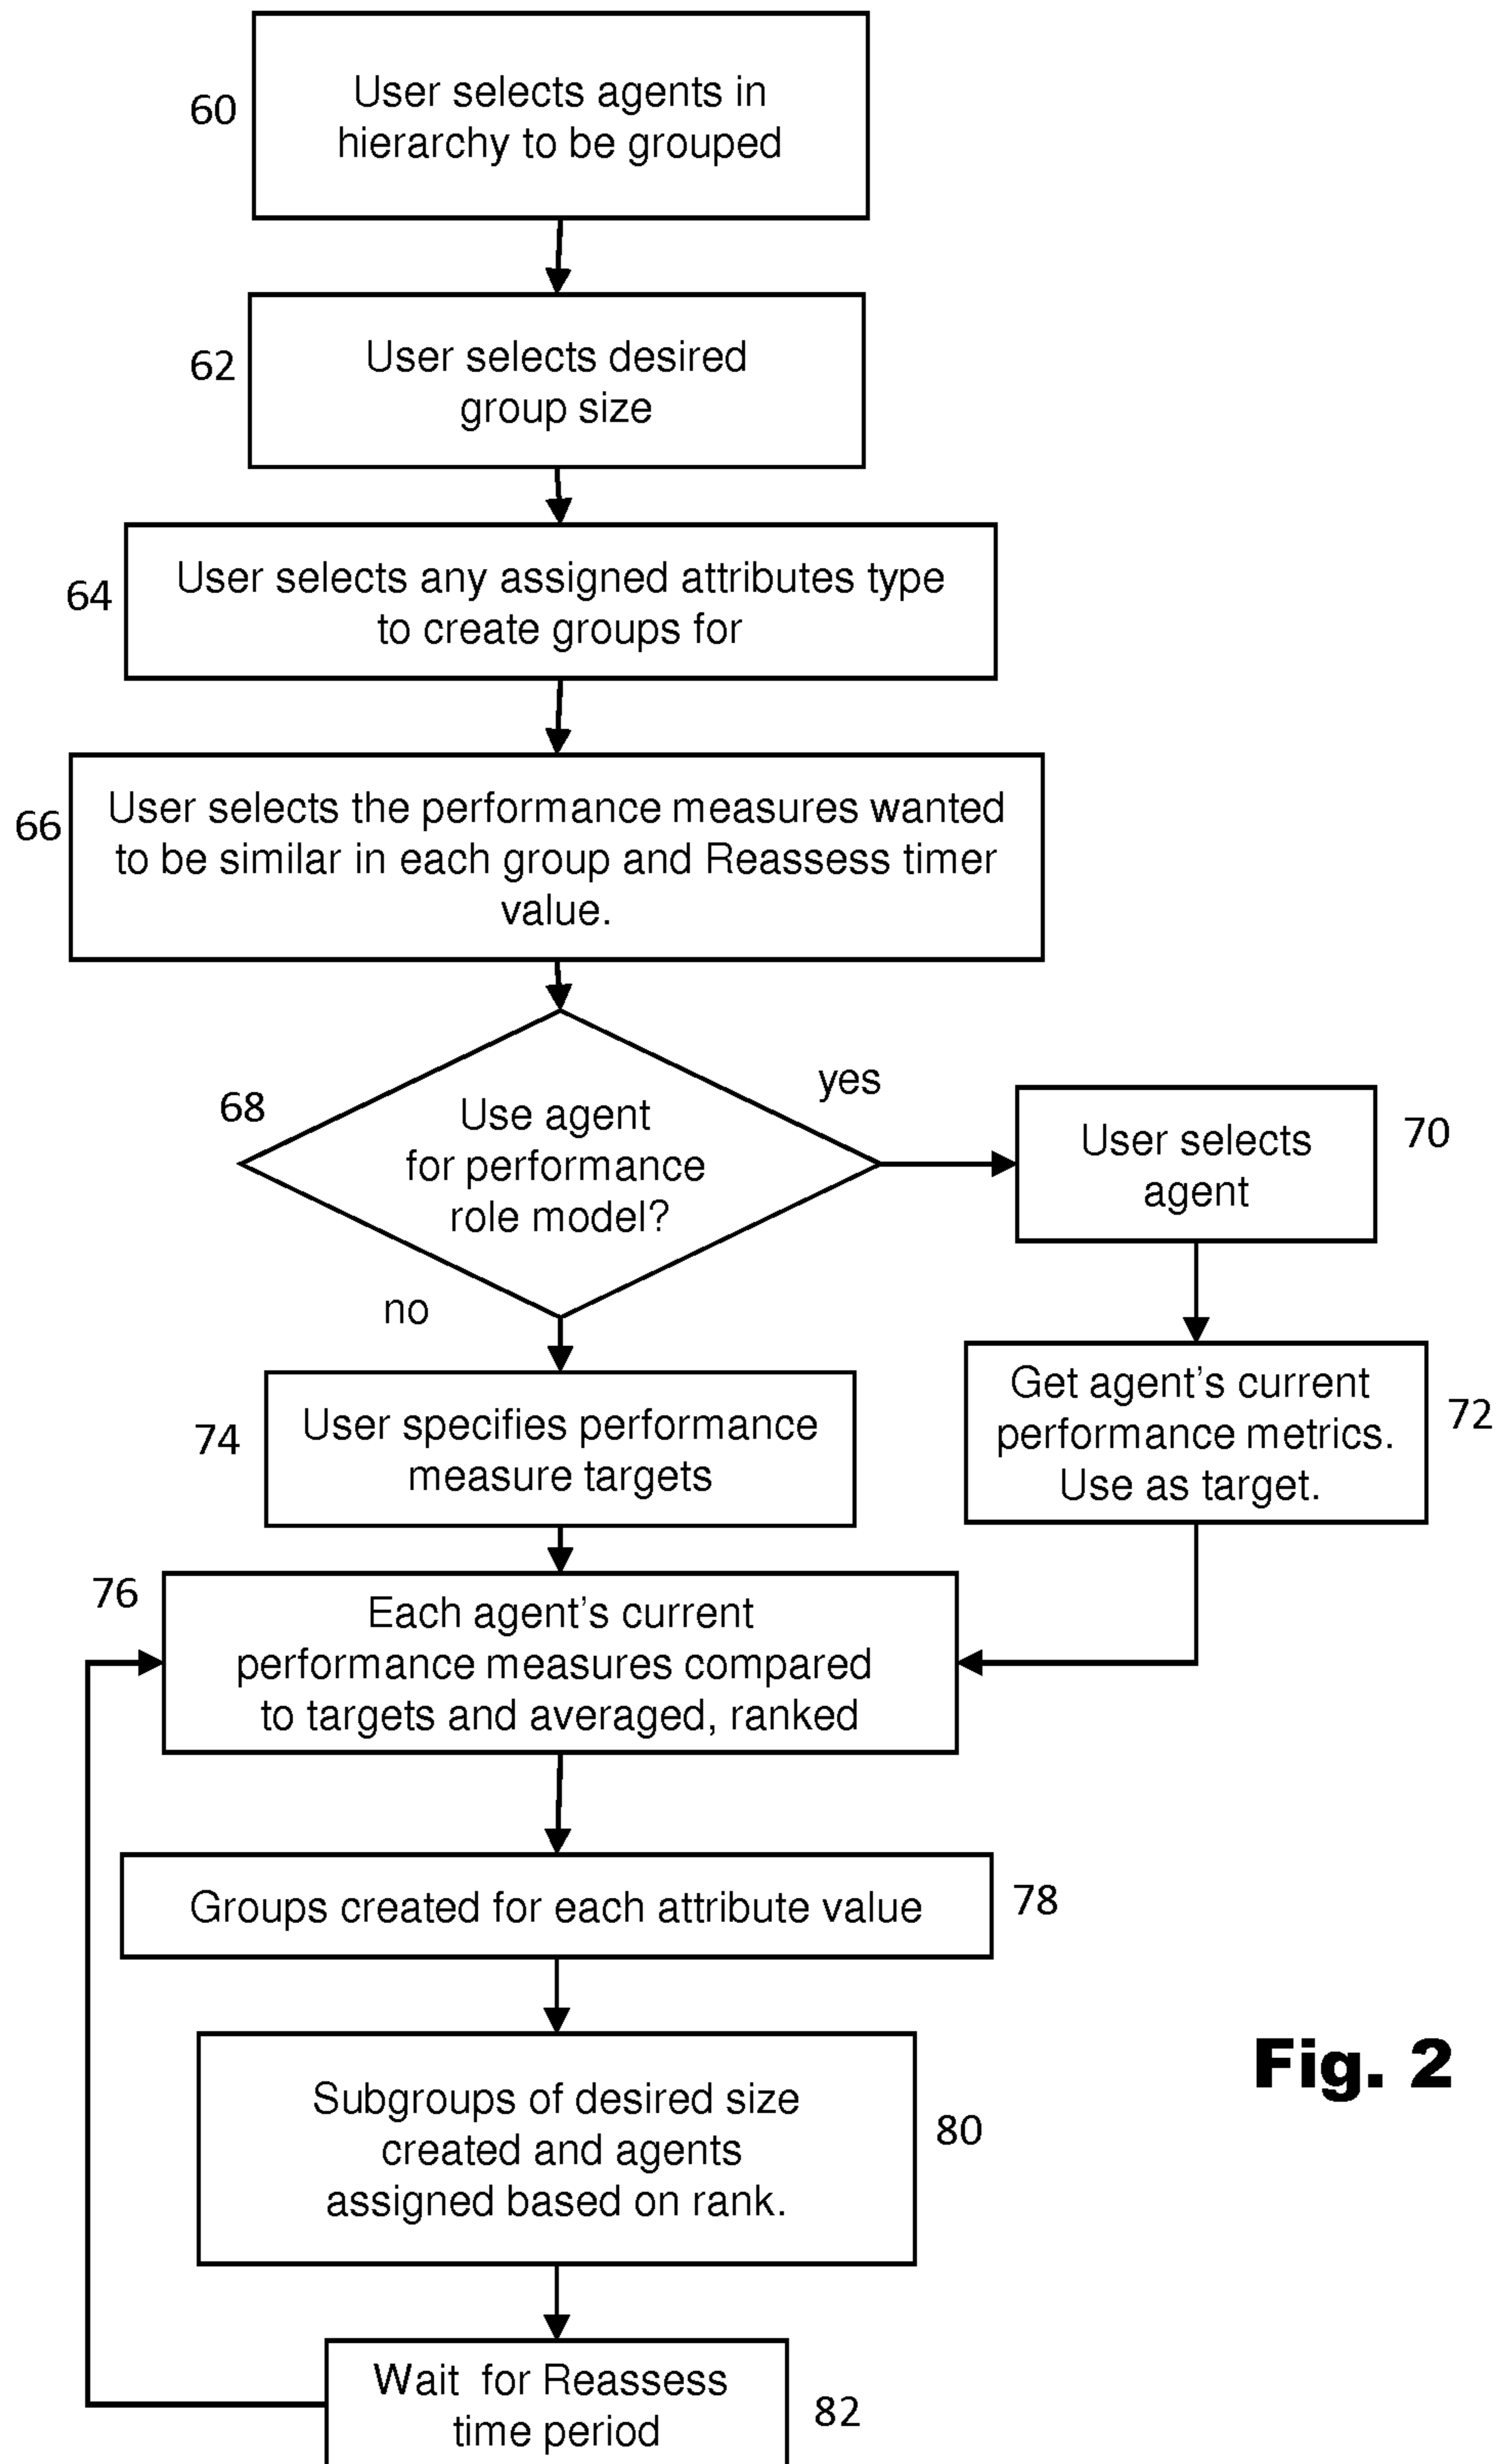 60
User selects agents in
hierarchy to be grouped
62
User selects desired
group size
64
User selects any assigned attributes type
to create groups for
66
User selects the performance measures wanted
to be similar in each group and Reassess timer
value.
68
Use agent
for performance
role model?
yes
no
User selects
agent
70
Get agent's current
performance metrics.
Use as target.
72
74
User specifies performance
measure targets
76
Each agent's current
performance measures compared
to targets and averaged, ranked
Groups created for each attribute value
78
Subgroups of desired size
created and agents
assigned based on rank.
80
Fig. 2
Wait for Reassess
time period
82